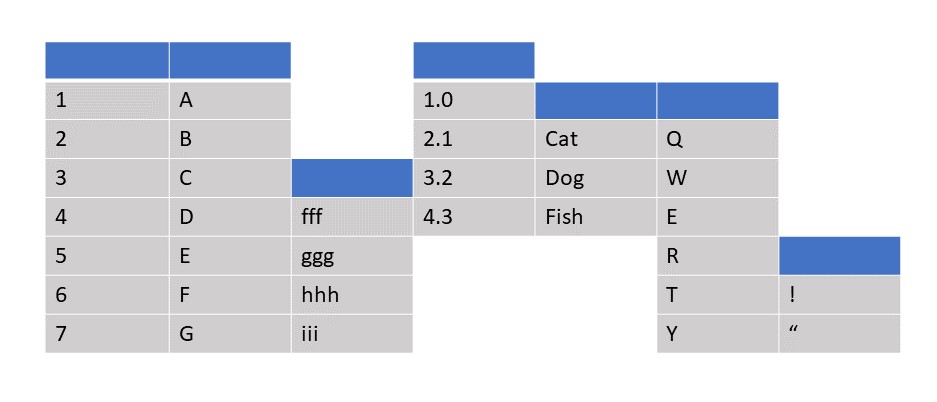 1 A 1.0
2 B 2.1 Cat Q
3 C 3.2 Dog W
4 D fff 4.3 Fish E
5 E ggg R
6 F hhh T !
7 G iii Y “